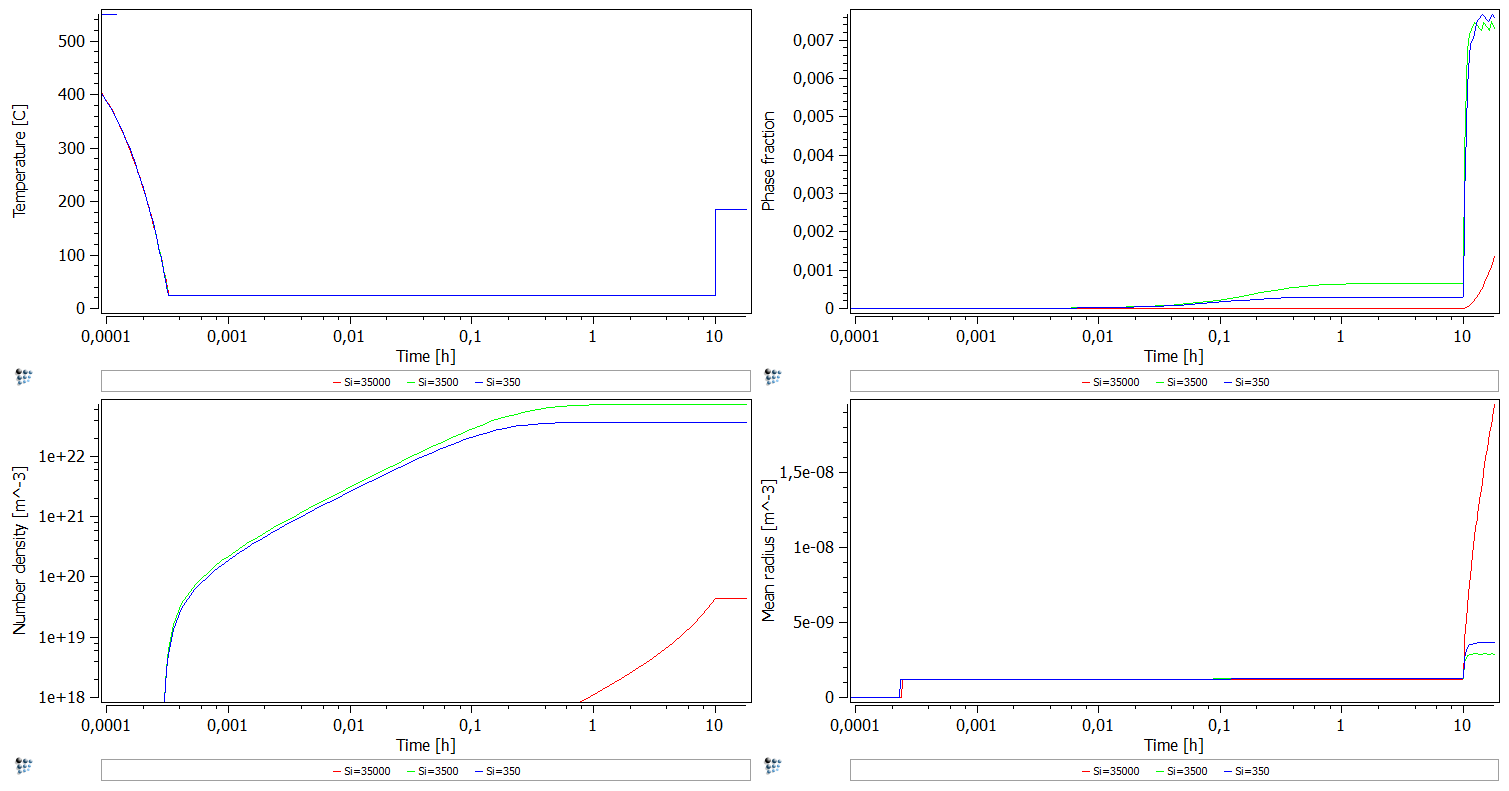 Temperature [C]
500
400
300
200
100
0
0,0001 0,001 0,01 0,1 1 10
Time [h]
Si=35000 Si=3500 Si=350
Phase fraction
0,007
0,006
0,005
0,004
0,003
0,002
0,001
0
0,0001 0,001 0,01 0,1 1 10
Time [h]
Si=35000 Si=3500 Si=350
Number density [m^-3]
1e+22
1e+21
1e+20
1e+19
1e+18
0,0001 0,001 0,01 0,1 1 10
Time [h]
Si=35000 Si=3500 Si=350
Mean radius [m^-3]
1,5e-08
1e-08
5e-09
0
0,0001 0,001 0,01 0,1 1 10
Time [h]
Si=35000 Si=3500 Si=350